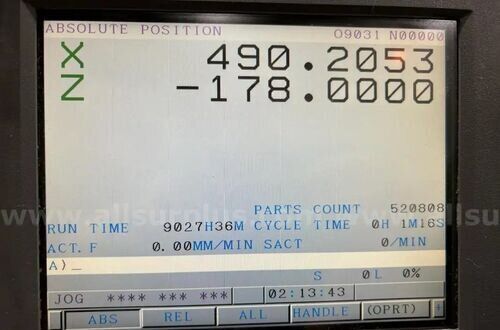 ABSOLUTE POSITION O9031 N00000
X 490.2053
Z -178.0000
PARTS COUNT 520808
RUN TIME 9027H36M CYCLE TIME 0H 1M16S
ACT.F 0.00MM/MIN SACT 0/MIN
A)_
S 0L 0%
JOG **** *** *** 02:13:43
ABS REL ALL HANDLE (OPRT) +